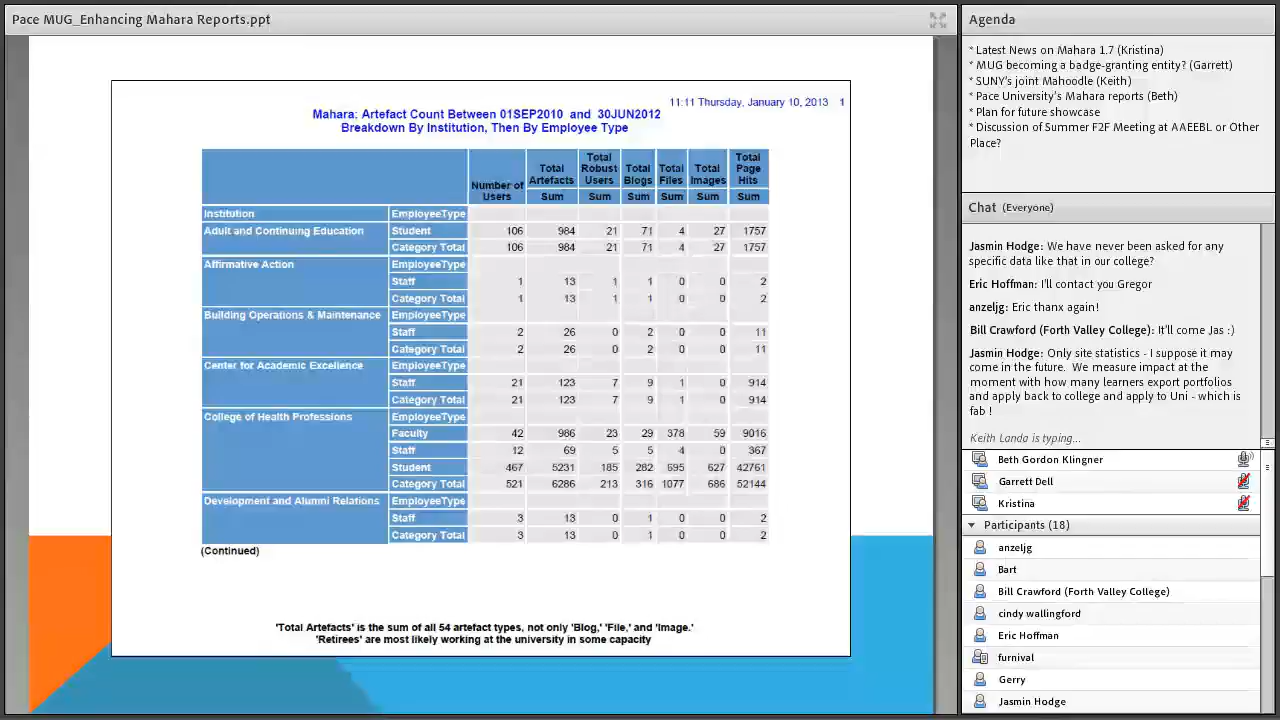 Pace MUG_Enhancing Mahara Reports.ppt
11:11 Thursday, January 10, 2013 1
Mahara: Artefact Count Between 01SEP2010 and 30JUN2012
Breakdown By Institution, Then By Employee Type
Number of Users Total Artefacts Total Robust Users Total Blogs Total Files Total Images Total Page Hits
Sum Sum Sum Sum Sum Sum
Institution EmployeeType
Adult and Continuing Education Student 106 984 21 71 4 27 1757
Category Total 106 984 21 71 4 27 1757
Affirmative Action EmployeeType
Staff 1 13 1 1 0 0 2
Category Total 1 13 1 1 0 0 2
Building Operations & Maintenance EmployeeType
Staff 2 26 0 2 0 0 11
Category Total 2 26 0 2 0 0 11
Center for Academic Excellence EmployeeType
Staff 21 123 7 9 1 0 914
Category Total 21 123 7 9 1 0 914
College of Health Professions EmployeeType
Faculty 42 986 23 29 378 59 9016
Staff 12 69 5 5 4 0 367
Student 467 5231 185 282 695 627 42761
Category Total 521 6286 213 316 1077 686 52144
Development and Alumni Relations EmployeeType
Staff 3 13 0 1 0 0 2
Category Total 3 13 0 1 0 0 2
(Continued)
'Total Artefacts' is the sum of all 54 artefact types, not only 'Blog,' 'File,' and 'Image.'
'Retirees' are most likely working at the university in some capacity
Agenda
* Latest News on Mahara 1.7 (Kristina)
* MUG becoming a badge-granting entity? (Garrett)
* SUNY's joint Mahoodle (Keith)
* Pace University's Mahara reports (Beth)
* Plan for future showcase
* Discussion of Summer F2F Meeting at AAEEBL or Other
Place?
Chat (Everyone)
Jasmin Hodge: We have never been asked for any
specific data like that in our college?
Eric Hoffman: I'll contact you Gregor
anzeljg: Eric thanx again!
Bill Crawford (Forth Valley College): It'll come Jas :)
Jasmin Hodge: Only site statistics - I suppose it may
come in the future. We measure impact at the
moment with how many learners export portfolios
and apply back to college and apply to Uni - which is
fab !
Keith Landa is typing...
Beth Gordon Klingner
Garrett Dell
Kristina
Participants (18)
anzeljg
Bart
Bill Crawford (Forth Valley College)
cindy wallingford
Eric Hoffman
furnival
Gerry
Jasmin Hodge